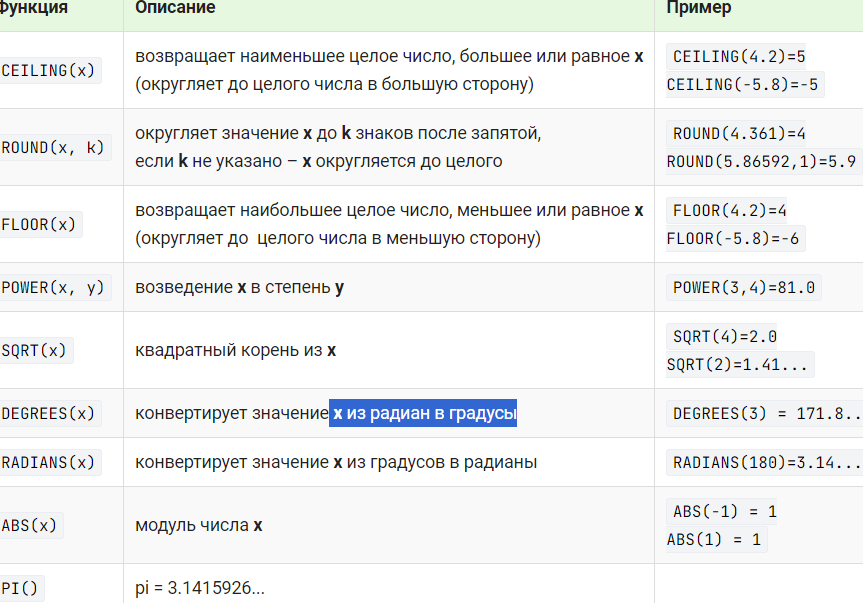 Функция Описание Пример
CEILING(x) возвращает наименьшее целое число, большее или равное x CEILING(4.2)=5
(округляет до целого числа в большую сторону) CEILING(-5.8)=-5
ROUND(x, k) округляет значение x до k знаков после запятой, ROUND(4.361)=4
если k не указано – x округляется до целого ROUND(5.86592,1)=5.9
FLOOR(x) возвращает наибольшее целое число, меньшее или равное x FLOOR(4.2)=4
(округляет до целого числа в меньшую сторону) FLOOR(-5.8)=-6
POWER(x, y) возведение x в степень y POWER(3,4)=81.0
SQRT(x) квадратный корень из x SQRT(4)=2.0
SQRT(2)=1.41...
DEGREES(x) конвертирует значение x из радиан в градусы DEGREES(3) = 171.8..
RADIANS(x) конвертирует значение x из градусов в радианы RADIANS(180)=3.14...
ABS(x) модуль числа x ABS(-1) = 1
ABS(1) = 1
PI() pi = 3.1415926...